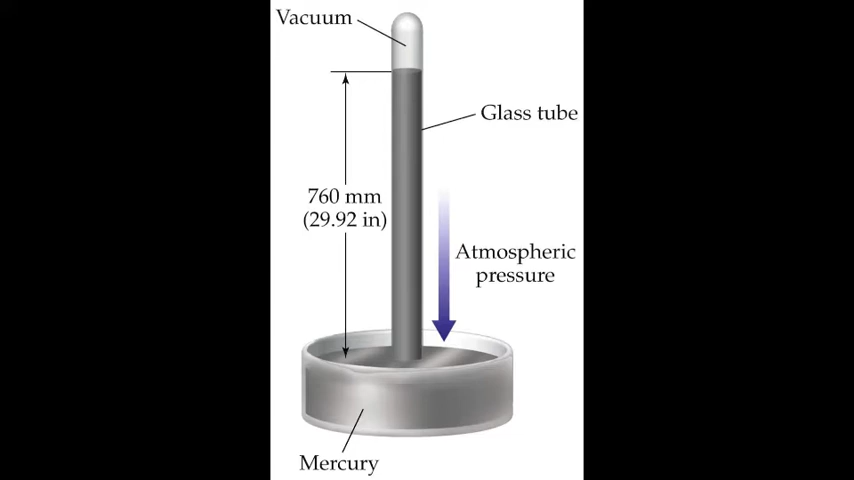 Vacuum
Glass tube
760 mm
(29.92 in)
Atmospheric
pressure
Mercury